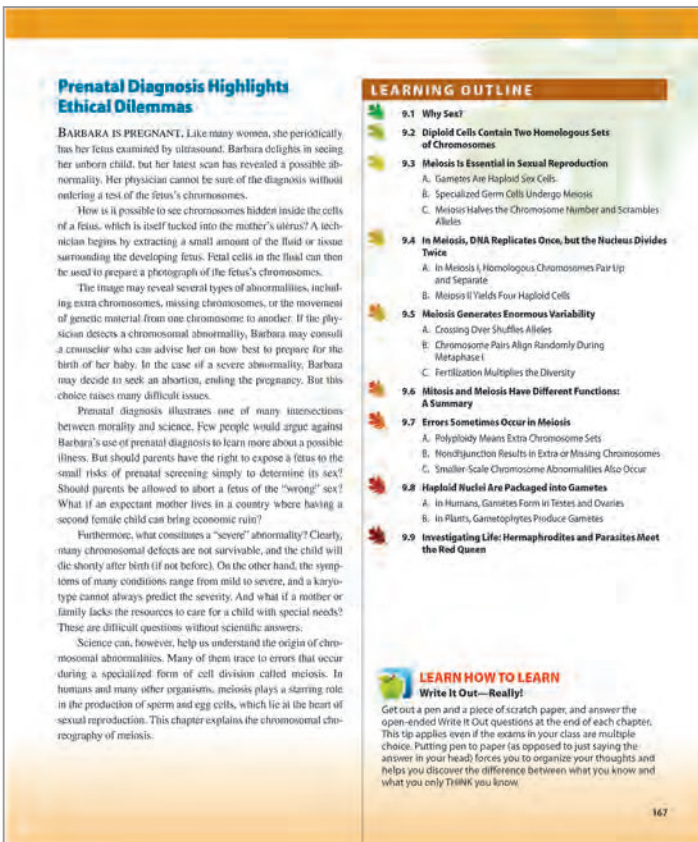 Prenatal Diagnosis Highlights
Ethical Dilemmas
BARBARA IS PREGNANT. Like many women, she periodically
has her fetus examined by ultrasound. Barbara delights in seeing
her unborn child, but her latest scan has revealed a possible ab-
normality. Her physician cannot be sure of the diagnosis without
ordering a test of the fetus's chromosomes.
How is it possible to see chromosomes hidden inside the cells
of a fetus, which is itself tucked into the mother's uterus? A tech-
nician begins by extracting a small amount of the fluid or tissue
surrounding the developing fetus. Fetal cells in the fluid can then
be used to prepare a photograph of the fetus's chromosomes.
The image may reveal several types of abnormalities, includ-
ing extra chromosomes, missing chromosomes, or the movement
of genetic material from one chromosome to another. If the phy-
sician detects a chromosomal abnormality, Barbara may consult
a counselor who can advise her on how best to prepare for the
birth of her baby. In the case of a severe abnormality, Barbara
may decide to seek an abortion, ending the pregnancy. But this
choice raises many difficult issues.
Prenatal diagnosis illustrates one of many intersections
between morality and science. Few people would argue against
Barbara's use of prenatal diagnosis to learn more about a possible
illness. But should parents have the right to expose a fetus to the
small risks of prenatal screening simply to determine its sex?
Should parents be allowed to abort a fetus of the "wrong" sex?
What if an expectant mother lives in a country where having a
second female child can bring economic ruin?
Furthermore, what constitutes a "severe" abnormality? Clearly,
many chromosomal defects are not survivable, and the child will
die shortly after birth (if not before). On the other hand, the symp-
toms of many conditions range from mild to severe, and a karyo-
type cannot always predict the severity. And what if a mother or
family lacks the resources to care for a child with special needs?
These are difficult questions without scientific answers.
Science can, however, help us understand the origin of chro-
mosomal abnormalities. Many of them trace to errors that occur
during a specialized form of cell division called meiosis. In
humans and many other organisms, meiosis plays a starring role
in the production of sperm and egg cells, which lie at the heart of
sexual reproduction. This chapter explains the chromosomal cho-
reography of meiosis.
LEARNING OUTLINE
9.1 Why Sex?
9.2 Diploid Cells Contain Two Homologous Sets
of Chromosomes
9.3 Meiosis Is Essential in Sexual Reproduction
A. Gametes Are Haploid Sex Cells
B. Specialized Germ Cells Undergo Meiosis
C. Meiosis Halves the Chromosome Number and Scrambles
Alleles
9.4 In Meiosis, DNA Replicates Once, but the Nucleus Divides
Twice
A. In Meiosis I, Homologous Chromosomes Pair Up
and Separate
B. Meiosis II Yields Four Haploid Cells
9.5 Meiosis Generates Enormous Variability
A. Crossing Over Shuffles Alleles
B. Chromosome Pairs Align Randomly During
Metaphase I
C. Fertilization Multiplies the Diversity
9.6 Mitosis and Meiosis Have Different Functions:
A Summary
9.7 Errors Sometimes Occur in Meiosis
A. Polyploidy Means Extra Chromosome Sets
B. Nondisjunction Results in Extra or Missing Chromosomes
C. Smaller-Scale Chromosome Abnormalities Also Occur
9.8 Haploid Nuclei Are Packaged into Gametes
A. In Humans, Gametes Form in Testes and Ovaries
B. In Plants, Gametophytes Produce Gametes
9.9 Investigating Life: Hermaphrodites and Parasites Meet
the Red Queen
LEARN HOW TO LEARN
Write It Out—Really!
Get out a pen and a piece of scratch paper, and answer the
open-ended Write It Out questions at the end of each chapter.
This tip applies even if the exams in your class are multiple
choice. Putting pen to paper (as opposed to just saying the
answer in your head) forces you to organize your thoughts and
helps you discover the difference between what you know and
what you only THINK you know.
167